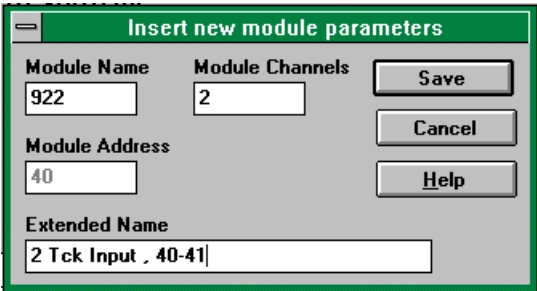 Insert new module parameters
Module Name Module Channels
922 2
Save
Cancel
Module Address
40
Help
Extended Name
2 Tck Input , 40-41